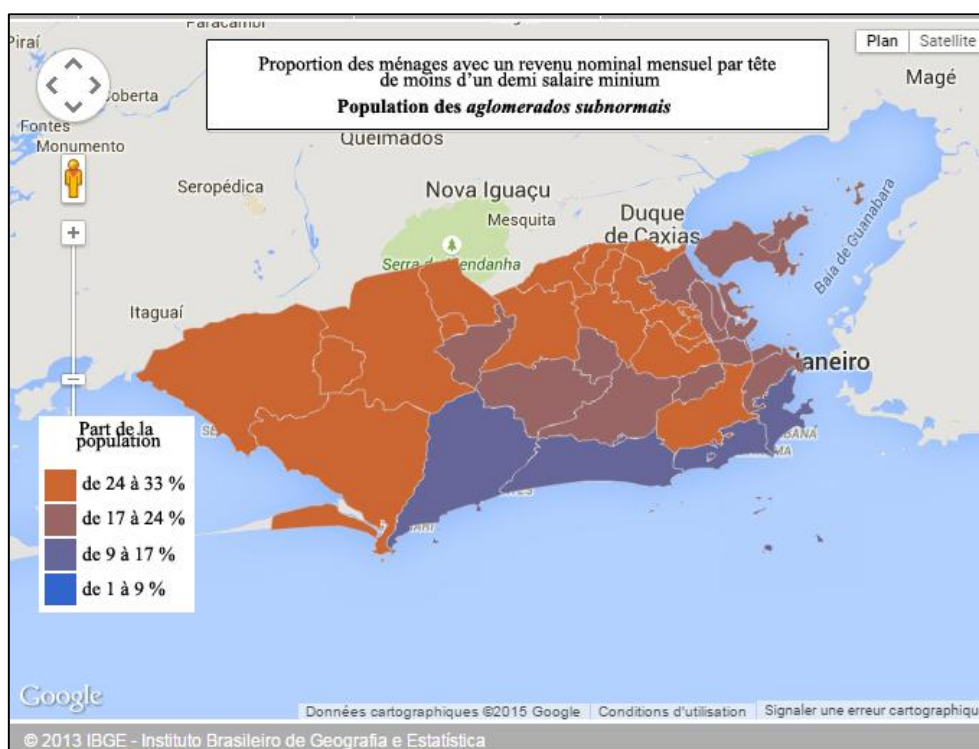 Paracambi
Piraí
Plan
Satellite
Proportion des ménages avec un revenu nominal mensuel par tête
de moins d'un demi salaire minium
Population des aglomerados subnormais
Magé
Coberta
Fontes
Monumento
Queimados
Seropédica
Nova Iguaçu
Mesquita
Duque
de Caxias
Baía de Guanabara
Itaguaí
Janeiro
Part de la
population
de 24 à 33 %
de 17 à 24 %
de 9 à 17 %
de 1 à 9 %
Google
Données cartographiques ©2015 Google
Conditions d'utilisation
Signaler une erreur cartographique
© 2013 IBGE - Instituto Brasileiro de Geografia e Estatística